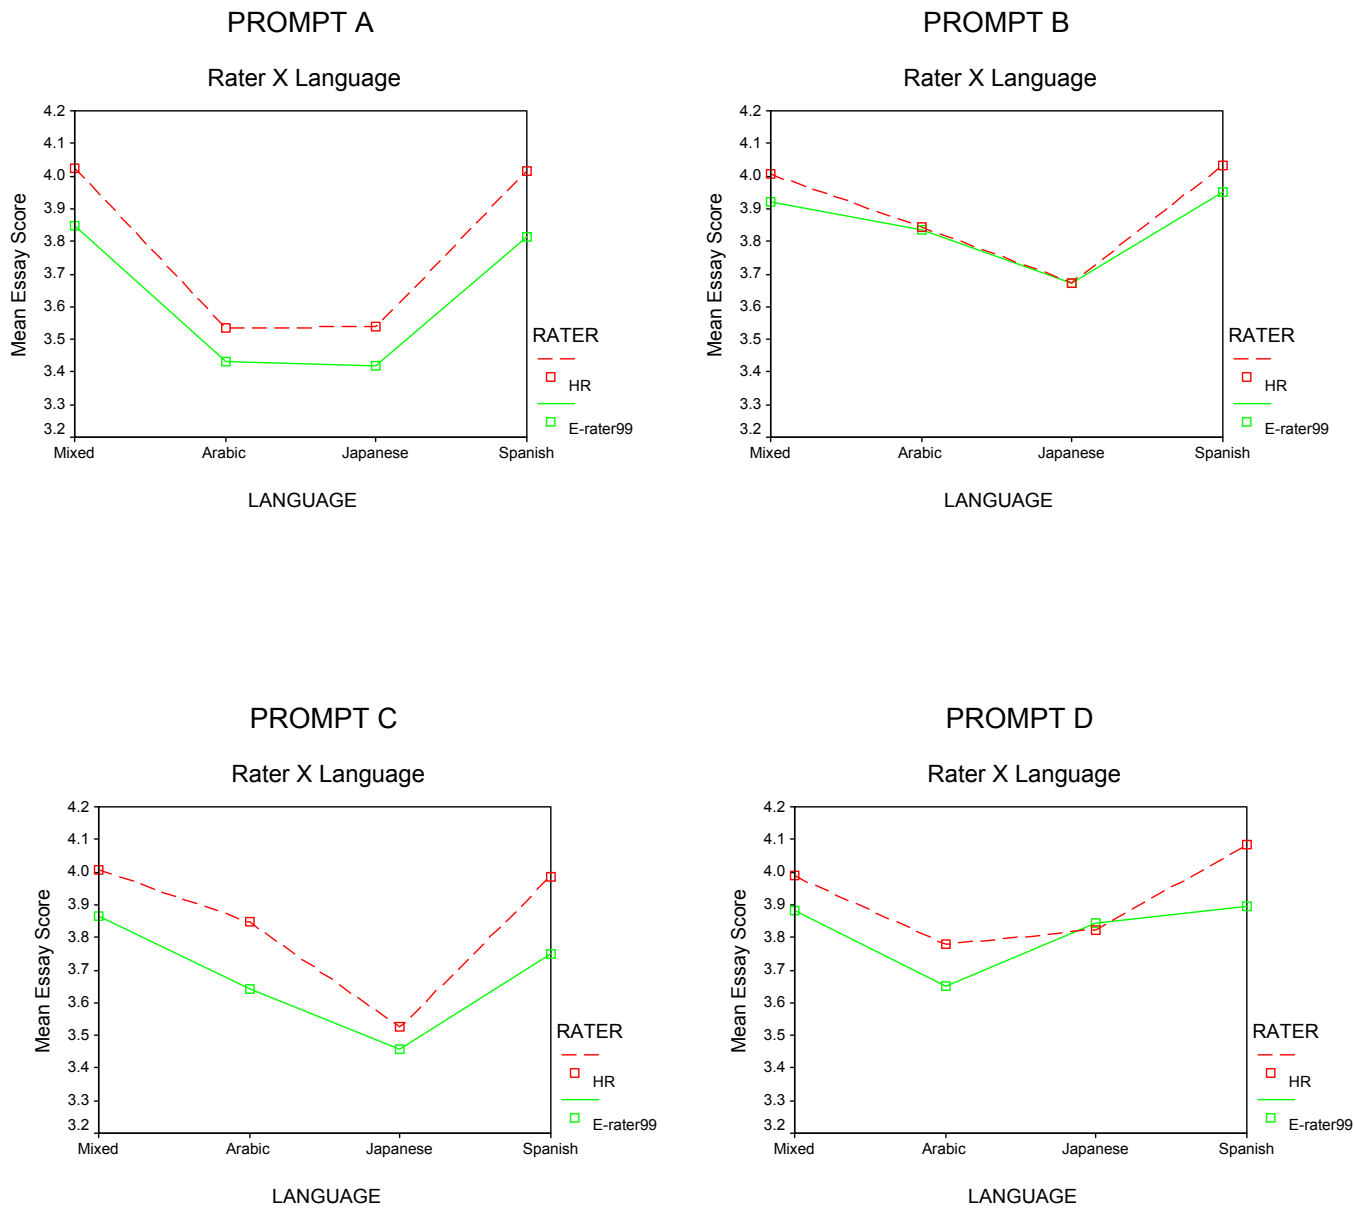 PROMPT A
Rater X Language
4.2
4.1
4.0
3.9
3.8
3.7
3.6
3.5
3.4
3.3
3.2
Mean Essay Score
Mixed Arabic Japanese Spanish
LANGUAGE
RATER
HR
E-rater99
PROMPT B
Rater X Language
4.2
4.1
4.0
3.9
3.8
3.7
3.6
3.5
3.4
3.3
3.2
Mean Essay Score
Mixed Arabic Japanese Spanish
LANGUAGE
RATER
HR
E-rater99
PROMPT C
Rater X Language
4.2
4.1
4.0
3.9
3.8
3.7
3.6
3.5
3.4
3.3
3.2
Mean Essay Score
Mixed Arabic Japanese Spanish
LANGUAGE
RATER
HR
E-rater99
PROMPT D
Rater X Language
4.2
4.1
4.0
3.9
3.8
3.7
3.6
3.5
3.4
3.3
3.2
Mean Essay Score
Mixed Arabic Japanese Spanish
LANGUAGE
RATER
HR
E-rater99